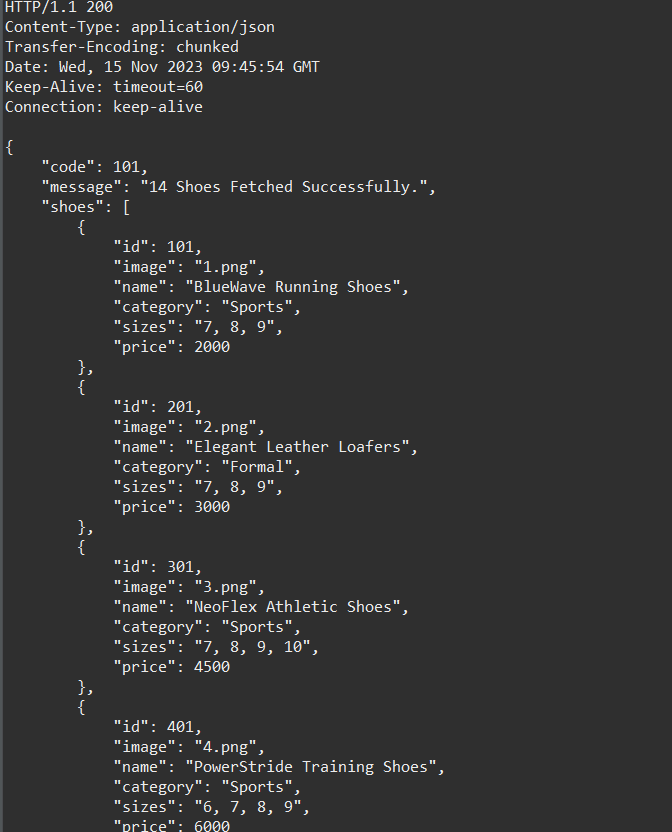 HTTP/1.1 200
Content-Type: application/json
Transfer-Encoding: chunked
Date: Wed, 15 Nov 2023 09:45:54 GMT
Keep-Alive: timeout=60
Connection: keep-alive

{
    "code": 101,
    "message": "14 Shoes Fetched Successfully.",
    "shoes": [
        {
            "id": 101,
            "image": "1.png",
            "name": "BlueWave Running Shoes",
            "category": "Sports",
            "sizes": "7, 8, 9",
            "price": 2000
        },
        {
            "id": 201,
            "image": "2.png",
            "name": "Elegant Leather Loafers",
            "category": "Formal",
            "sizes": "7, 8, 9",
            "price": 3000
        },
        {
            "id": 301,
            "image": "3.png",
            "name": "NeoFlex Athletic Shoes",
            "category": "Sports",
            "sizes": "7, 8, 9, 10",
            "price": 4500
        },
        {
            "id": 401,
            "image": "4.png",
            "name": "PowerStride Training Shoes",
            "category": "Sports",
            "sizes": "6, 7, 8, 9",
            "price": 6000